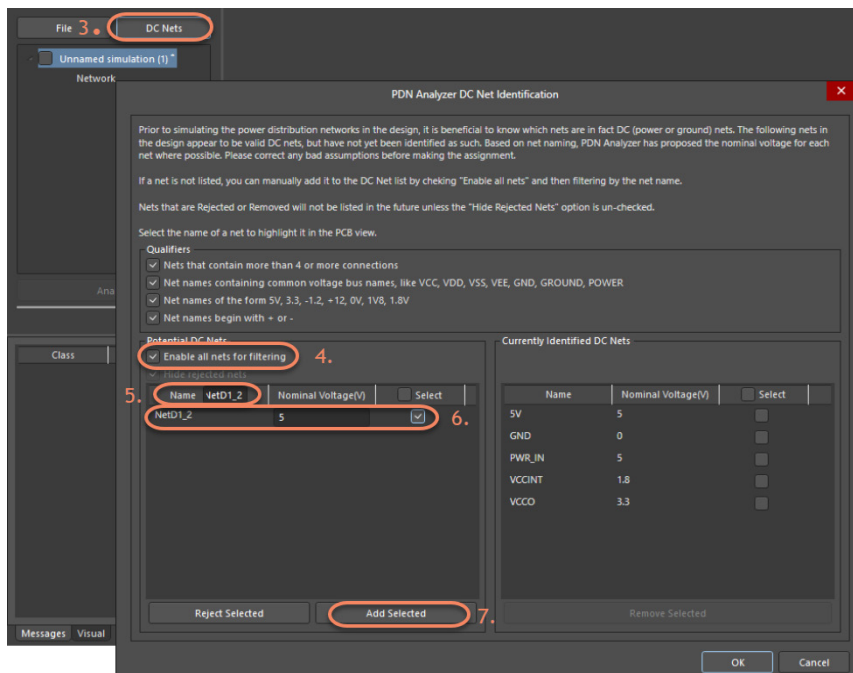 File
3.
DC Nets
Unnamed simulation (1) *
Network
PDN Analyzer DC Net Identification
Prior to simulating the power distribution networks in the design, it is beneficial to know which nets are in fact DC (power or ground) nets. The following nets in
the design appear to be valid DC nets, but have not yet been identified as such. Based on net naming, PDN Analyzer has proposed the nominal voltage for each
net where possible. Please correct any bad assumptions before making the assignment.
If a net is not listed, you can manually add it to the DC Net list by cheking "Enable all nets" and then filtering by the net name.
Nets that are Rejected or Removed will not be listed in the future unless the "Hide Rejected Nets" option is un-checked.
Select the name of a net to highlight it in the PCB view.
Qualifiers
Nets that contain more than 4 or more connections
Net names containing common voltage bus names, like VCC, VDD, VSS, VEE, GND, GROUND, POWER
Net names of the form 5V, 3.3, -1.2, +12, 0V, 1V8, 1.8V
Net names begin with + or -
Ana
Potential DC Nets
Enable all nets for filtering
4.
Hide rejected nets
5.
Name NetD1_2 Nominal Voltage(V) Select
NetD1_2 5
6.
Reject Selected
Add Selected
7.
Currently Identified DC Nets
Name Nominal Voltage(V) Select
5V 5
GND 0
PWR_IN 5
VCCINT 1.8
VCCO 3.3
Remove Selected
Class
Messages Visual
OK
Cancel